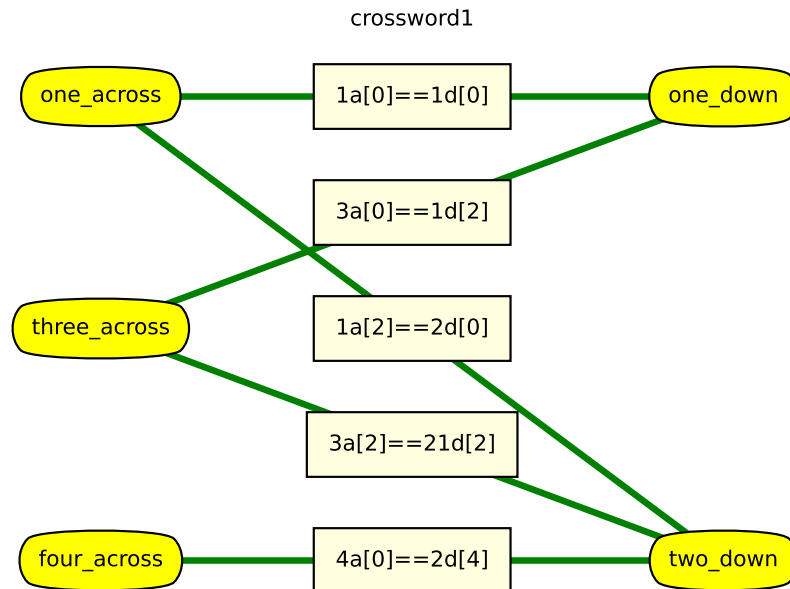 crossword1
one_across
1a[0]==1d[0]
one_down
3a[0]==1d[2]
three_across
1a[2]==2d[0]
3a[2]==21d[2]
four_across
4a[0]==2d[4]
two_down